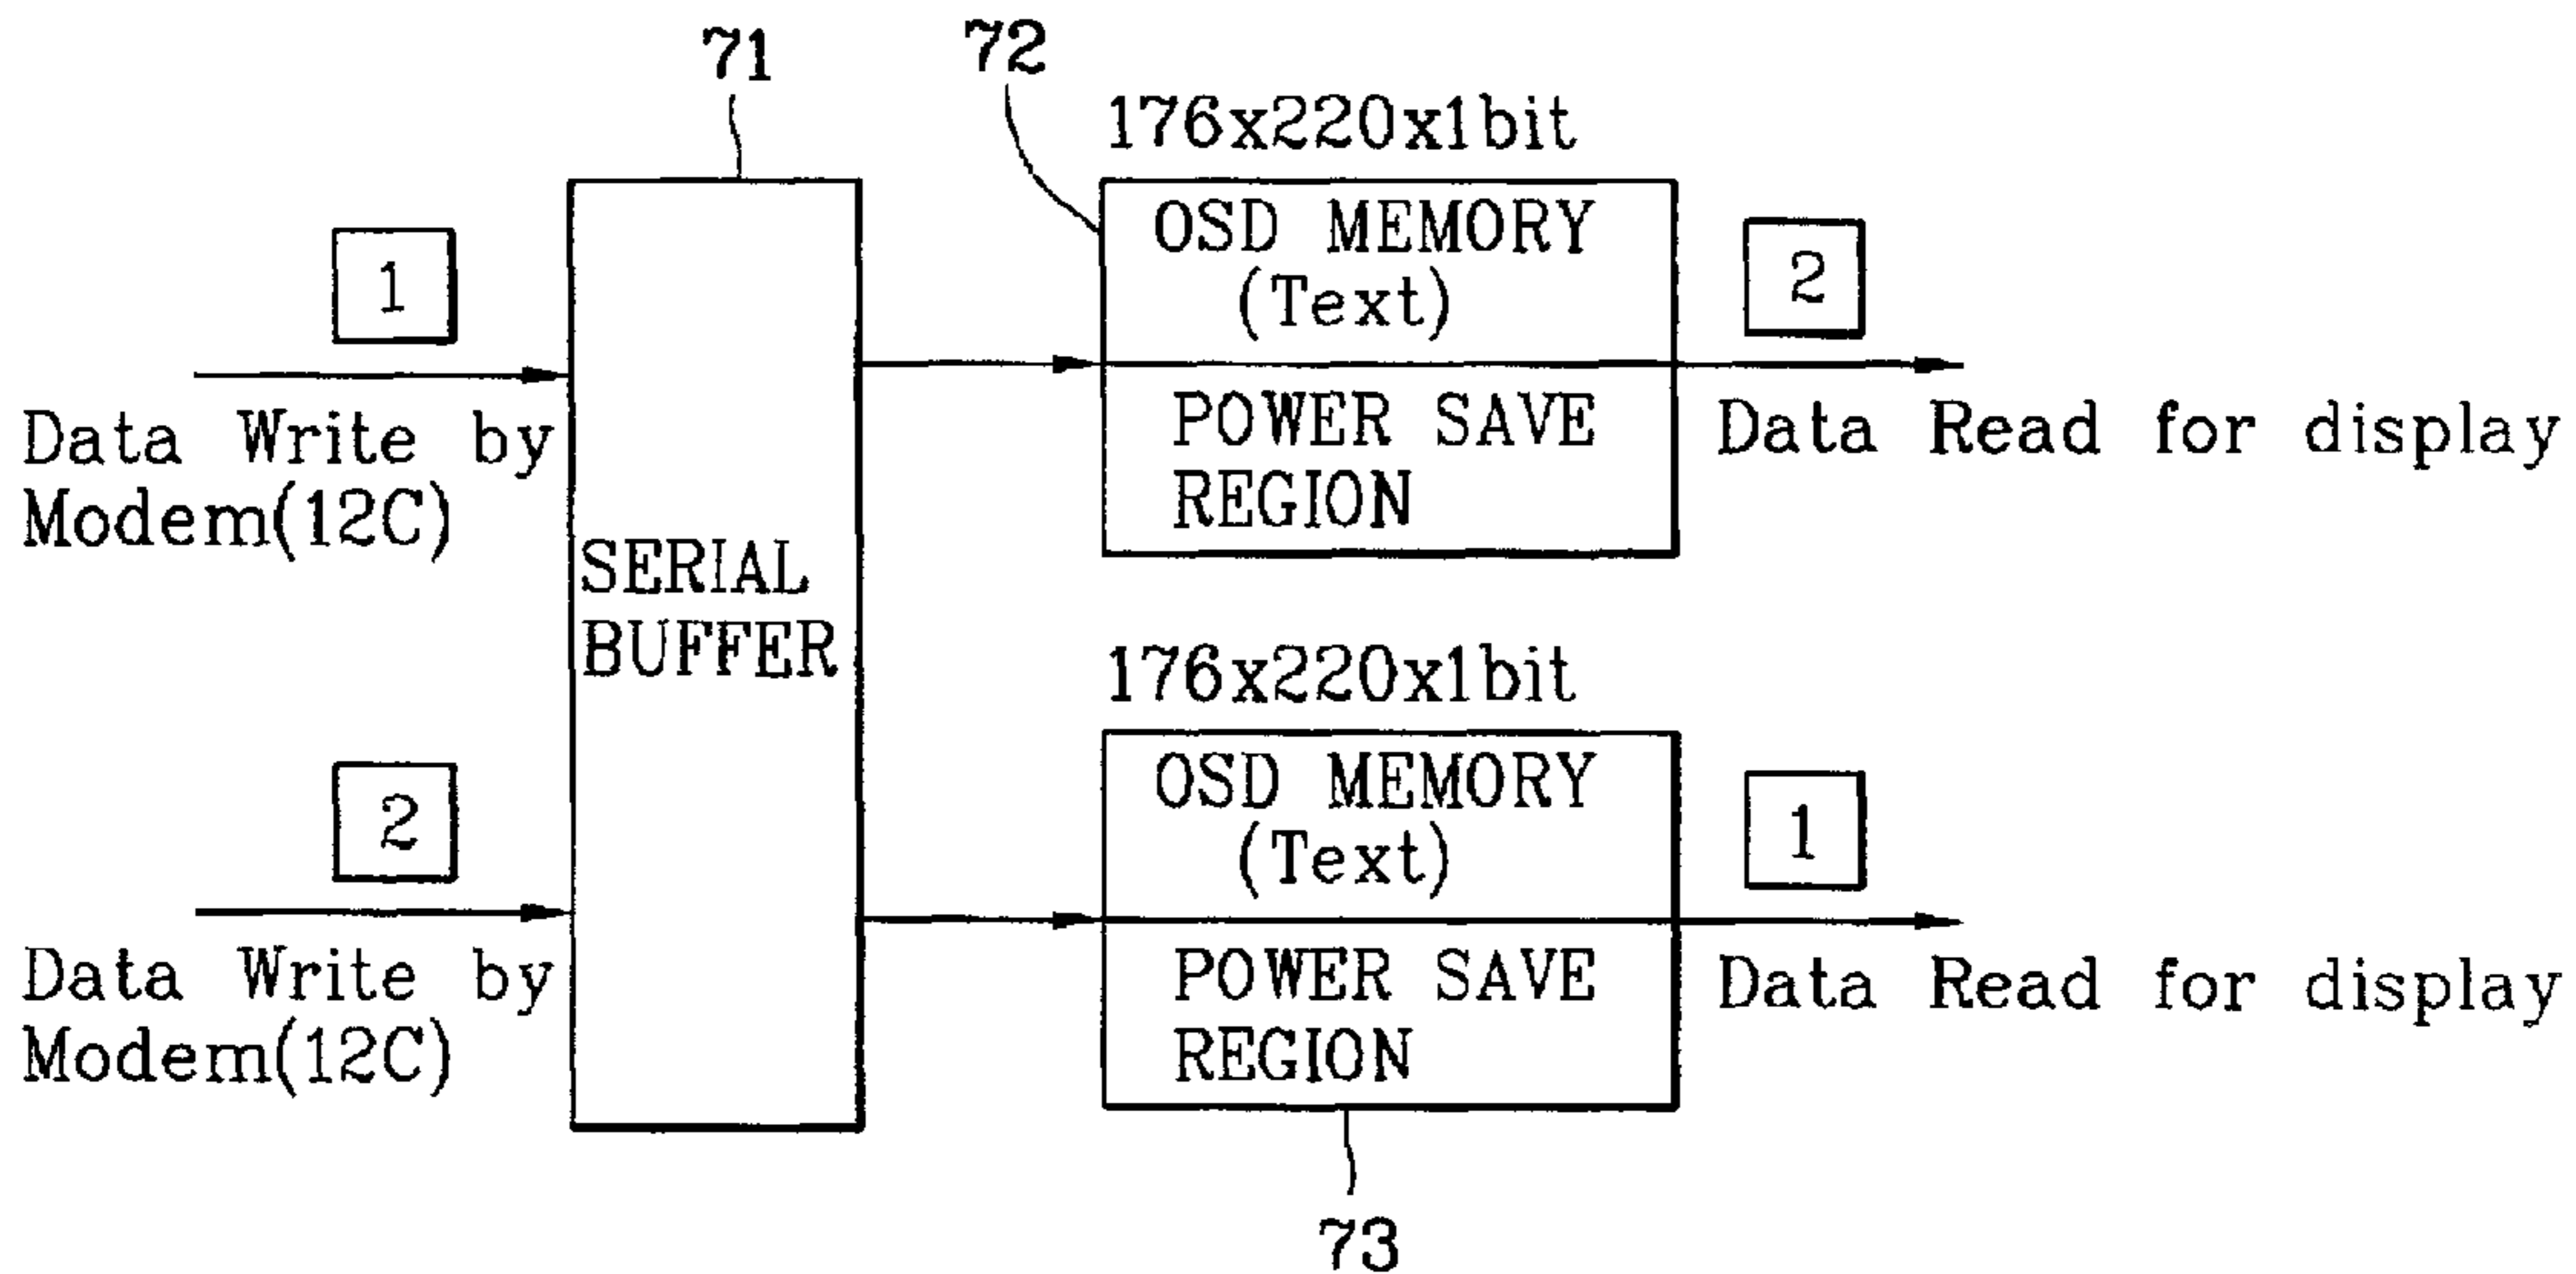 71
72
176x220x1bit
1
OSD MEMORY
(Text)
2
Data Write by
Modem(12C)
POWER SAVE
REGION
Data Read for display
SERIAL
BUFFER
176x220x1bit
2
OSD MEMORY
(Text)
1
Data Write by
Modem(12C)
POWER SAVE
REGION
Data Read for display
73